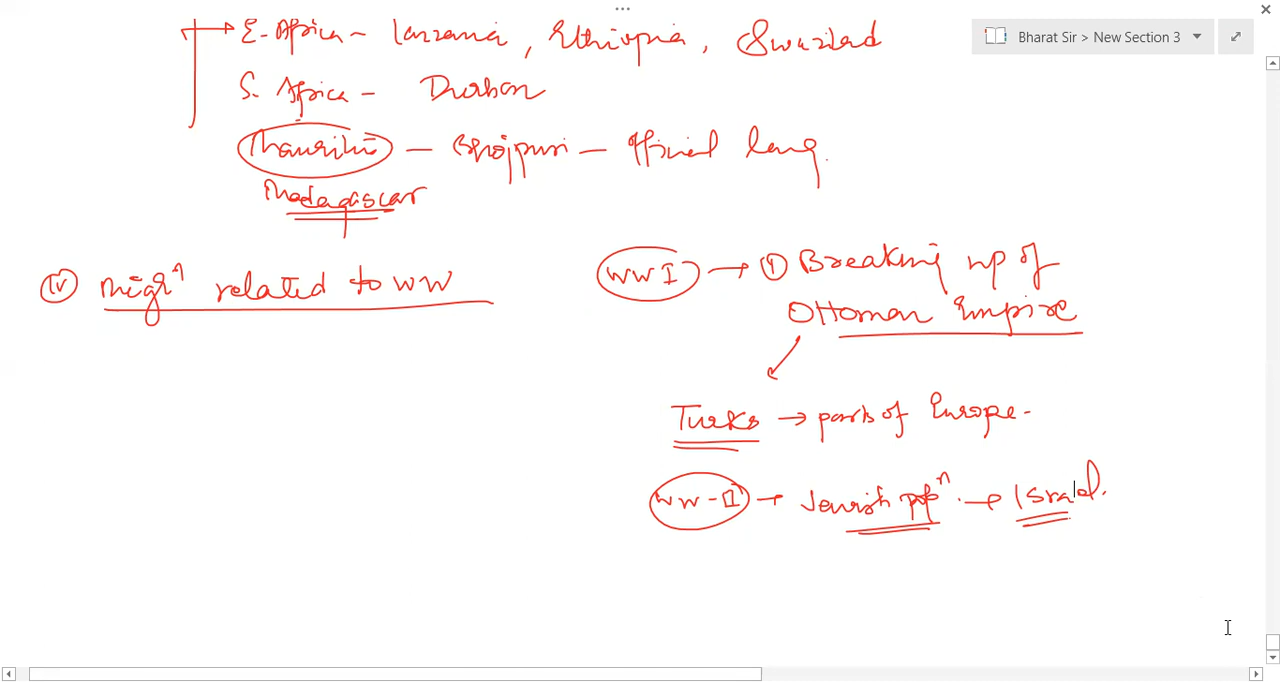 Bharat Sir > New Section 3
E. Africa - Tanzania, Ethiopia, Swaziland
S. Africa - Durban
Mauritiu - Bhojpuri - official lang.
Madagascar
(IV) migrⁿ related to WW
WW I → ① Breaking up of
Ottoman Empire
Turks → parts of Europe-
WW-II → Jewish popⁿ. → Israel.